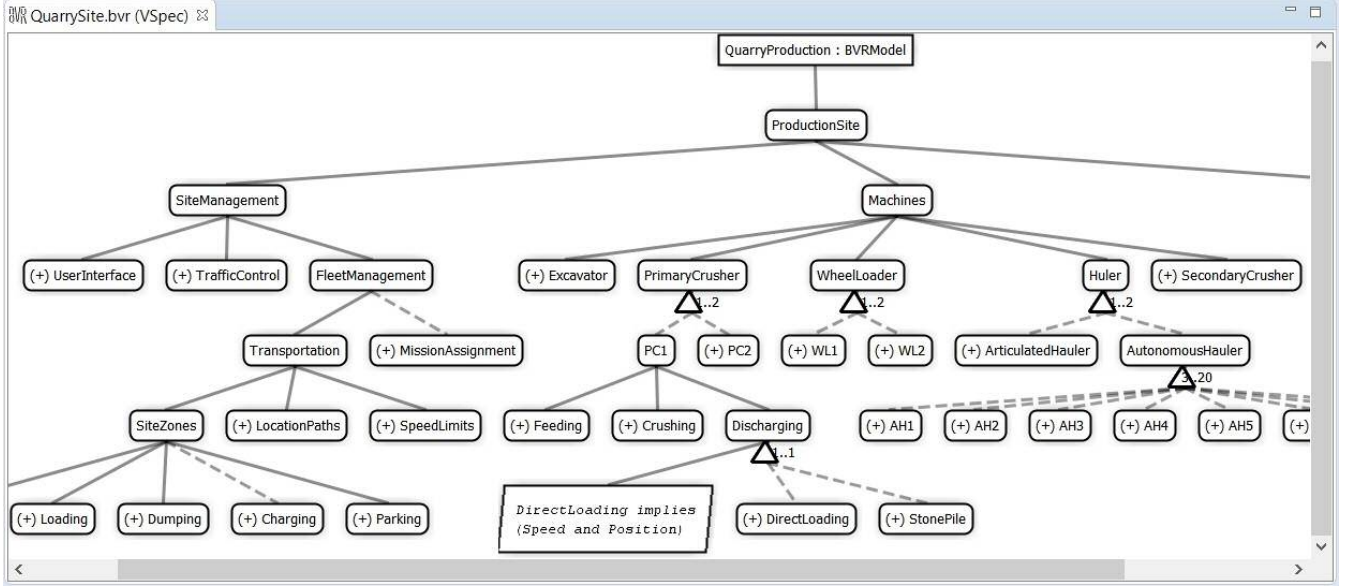 BVR QuarrySite.bvr (VSpec)
QuarryProduction : BVRModel
ProductionSite
SiteManagement
Machines
(+) UserInterface
(+) TrafficControl
FleetManagement
(+) Excavator
PrimaryCrusher
WheelLoader
Huler
(+) SecondaryCrusher
1..2
1..2
1..2
Transportation
(+) MissionAssignment
PC1
(+) PC2
(+) WL1
(+) WL2
(+) ArticulatedHauler
AutonomousHauler
3..20
SiteZones
(+) LocationPaths
(+) SpeedLimits
(+) Feeding
(+) Crushing
Discharging
(+) AH1
(+) AH2
(+) AH3
(+) AH4
(+) AH5
(+)
1..1
(+) Loading
(+) Dumping
(+) Charging
(+) Parking
DirectLoading implies
(Speed and Position)
(+) DirectLoading
(+) StonePile